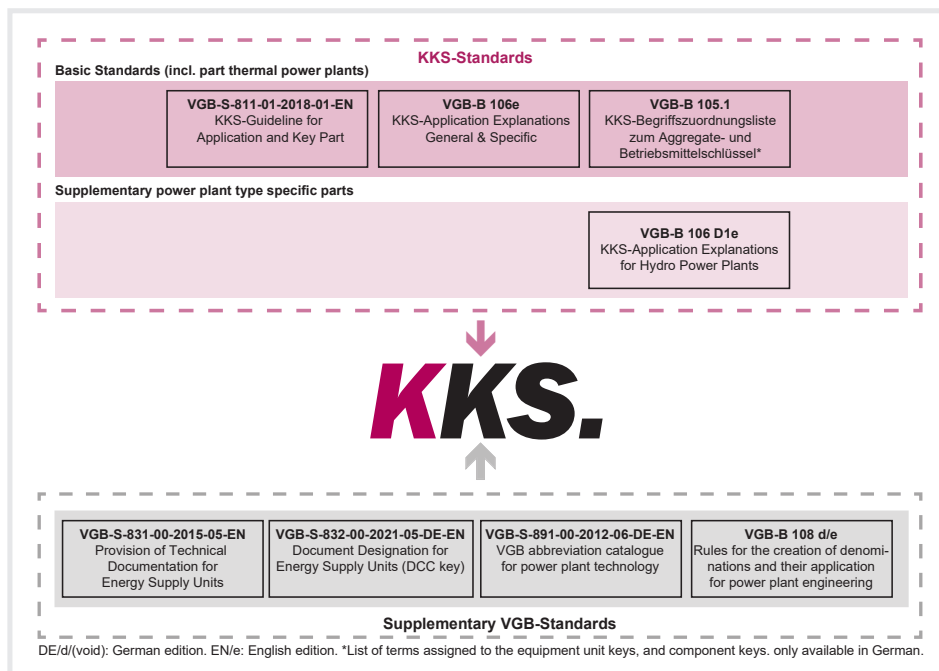 KKS-Standards
Basic Standards (incl. part thermal power plants)
VGB-S-811-01-2018-01-EN
KKS-Guideline for
Application and Key Part
VGB-B 106e
KKS-Application Explanations
General & Specific
VGB-B 105.1
KKS-Begriffszuordnungsliste
zum Aggregate- und
Betriebsmittelschlüssel*
Supplementary power plant type specific parts
VGB-B 106 D1e
KKS-Application Explanations
for Hydro Power Plants
KKS.
VGB-S-831-00-2015-05-EN
Provision of Technical
Documentation for
Energy Supply Units
VGB-S-832-00-2021-05-DE-EN
Document Designation for
Energy Supply Units (DCC key)
VGB-S-891-00-2012-06-DE-EN
VGB abbreviation catalogue
for power plant technology
VGB-B 108 d/e
Rules for the creation of denomi-
nations and their application
for power plant engineering
Supplementary VGB-Standards
DE/d/(void): German edition. EN/e: English edition. *List of terms assigned to the equipment unit keys, and component keys. only available in German.